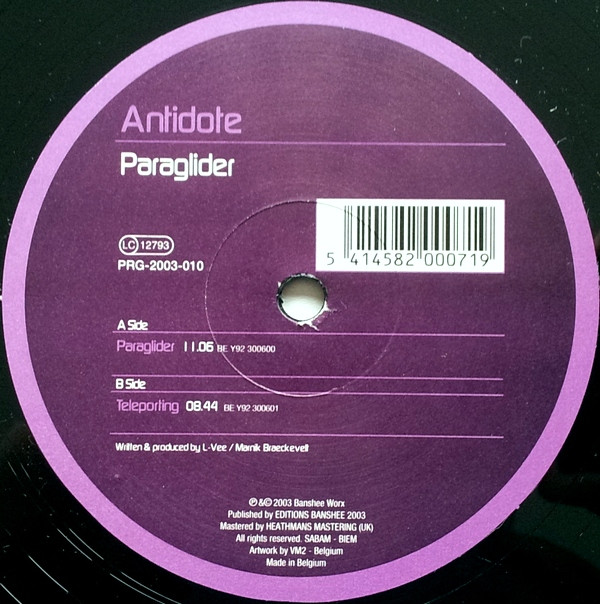 Antidote
Paraglider
LC 12793
PRG-2003-010
5 414582 000719
A Side
Paraglider 11.06 BE Y92 300600
B Side
Teleporting 08.44 BE Y92 300601
Written & produced by L-Vee / Marnik Braeckevelt
℗ &© 2003 Banshee Worx
Published by EDITIONS BANSHEE 2003
Mastered by HEATHMANS MASTERING (UK)
All rights reserved. SABAM - BIEM
Artwork by VM2 - Belgium
Made in Belgium